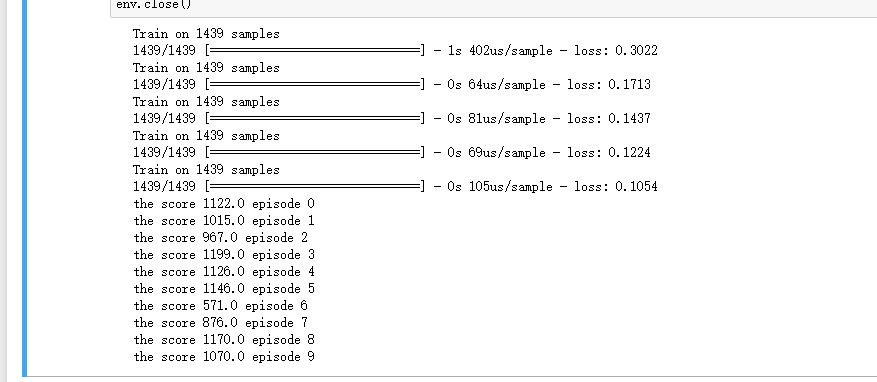 env.close()
Train on 1439 samples
1439/1439 [==============================] - 1s 402us/sample - loss: 0.3022
Train on 1439 samples
1439/1439 [==============================] - 0s 64us/sample - loss: 0.1713
Train on 1439 samples
1439/1439 [==============================] - 0s 81us/sample - loss: 0.1437
Train on 1439 samples
1439/1439 [==============================] - 0s 69us/sample - loss: 0.1224
Train on 1439 samples
1439/1439 [==============================] - 0s 105us/sample - loss: 0.1054
the score 1122.0 episode 0
the score 1015.0 episode 1
the score 967.0 episode 2
the score 1199.0 episode 3
the score 1126.0 episode 4
the score 1146.0 episode 5
the score 571.0 episode 6
the score 876.0 episode 7
the score 1170.0 episode 8
the score 1070.0 episode 9